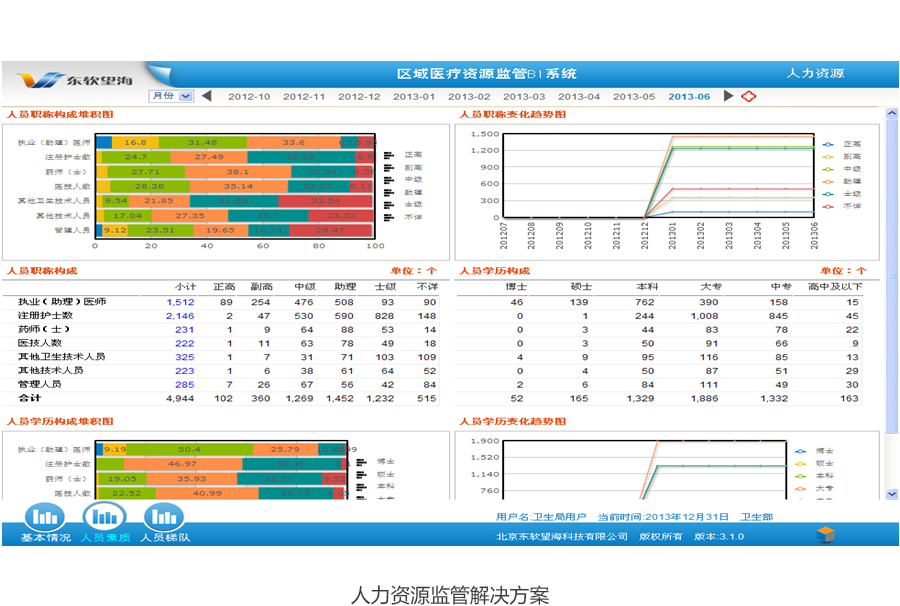 东软望海
区域医疗资源监管BI系统
人力资源
月份
2012-10 2012-11 2012-12 2013-01 2013-02 2013-03 2013-04 2013-05 2013-06
人员职称构成堆积图
执业（助理）医师 16.8 31.48 33.6
注册护士数 24.7 27.49
药师（士） 27.71 38.1
医技人数 28.38 35.14 22.07
其他卫生技术人员 9.54 21.85 33.54
其他技术人员 17.04 27.35 23.32
管理人员 9.12 23.51 19.65 29.47
0 20 40 60 80 100
正高
副高
中级
助理
士级
不详
人员职称变化趋势图
1,500
1,200
900
600
300
0
201207 201208 201209 201210 201211 201212 201301 201302 201303 201304 201305 201306
正高
副高
中级
助理
士级
不详
人员职称构成 单位：个
小计 正高 副高 中级 助理 士级 不详
执业（助理）医师 1,512 89 254 476 508 93 90
注册护士数 2,146 2 47 530 590 828 148
药师（士） 231 1 9 64 88 53 14
医技人数 222 1 11 63 78 49 18
其他卫生技术人员 325 1 7 31 71 103 109
其他技术人员 223 1 6 38 61 64 52
管理人员 285 7 26 67 56 42 84
合计 4,944 102 360 1,269 1,452 1,232 515
人员学历构成 单位：个
博士 硕士 本科 大专 中专 高中及以下
46 139 762 390 158 15
0 1 244 1,008 845 45
0 3 44 83 78 22
0 3 50 91 66 9
4 9 95 116 85 13
0 4 50 87 51 29
2 6 84 111 49 30
52 165 1,329 1,886 1,332 163
人员学历构成堆积图
执业（助理）医师 9.19 50.4 25.79
注册护士数 46.97
药师（士） 19.05 35.93 9.52
医技人数 22.52 40.99
博士
硕士
本科
人员学历变化趋势图
1,900
1,520
1,140
760
博士
硕士
本科
大专
基本情况 人员素质 人员梯队
用户名:卫生局用户 当前时间:2013年12月31日 卫生部
北京东软望海科技有限公司 版权所有 版本:3.1.0
人力资源监管解决方案